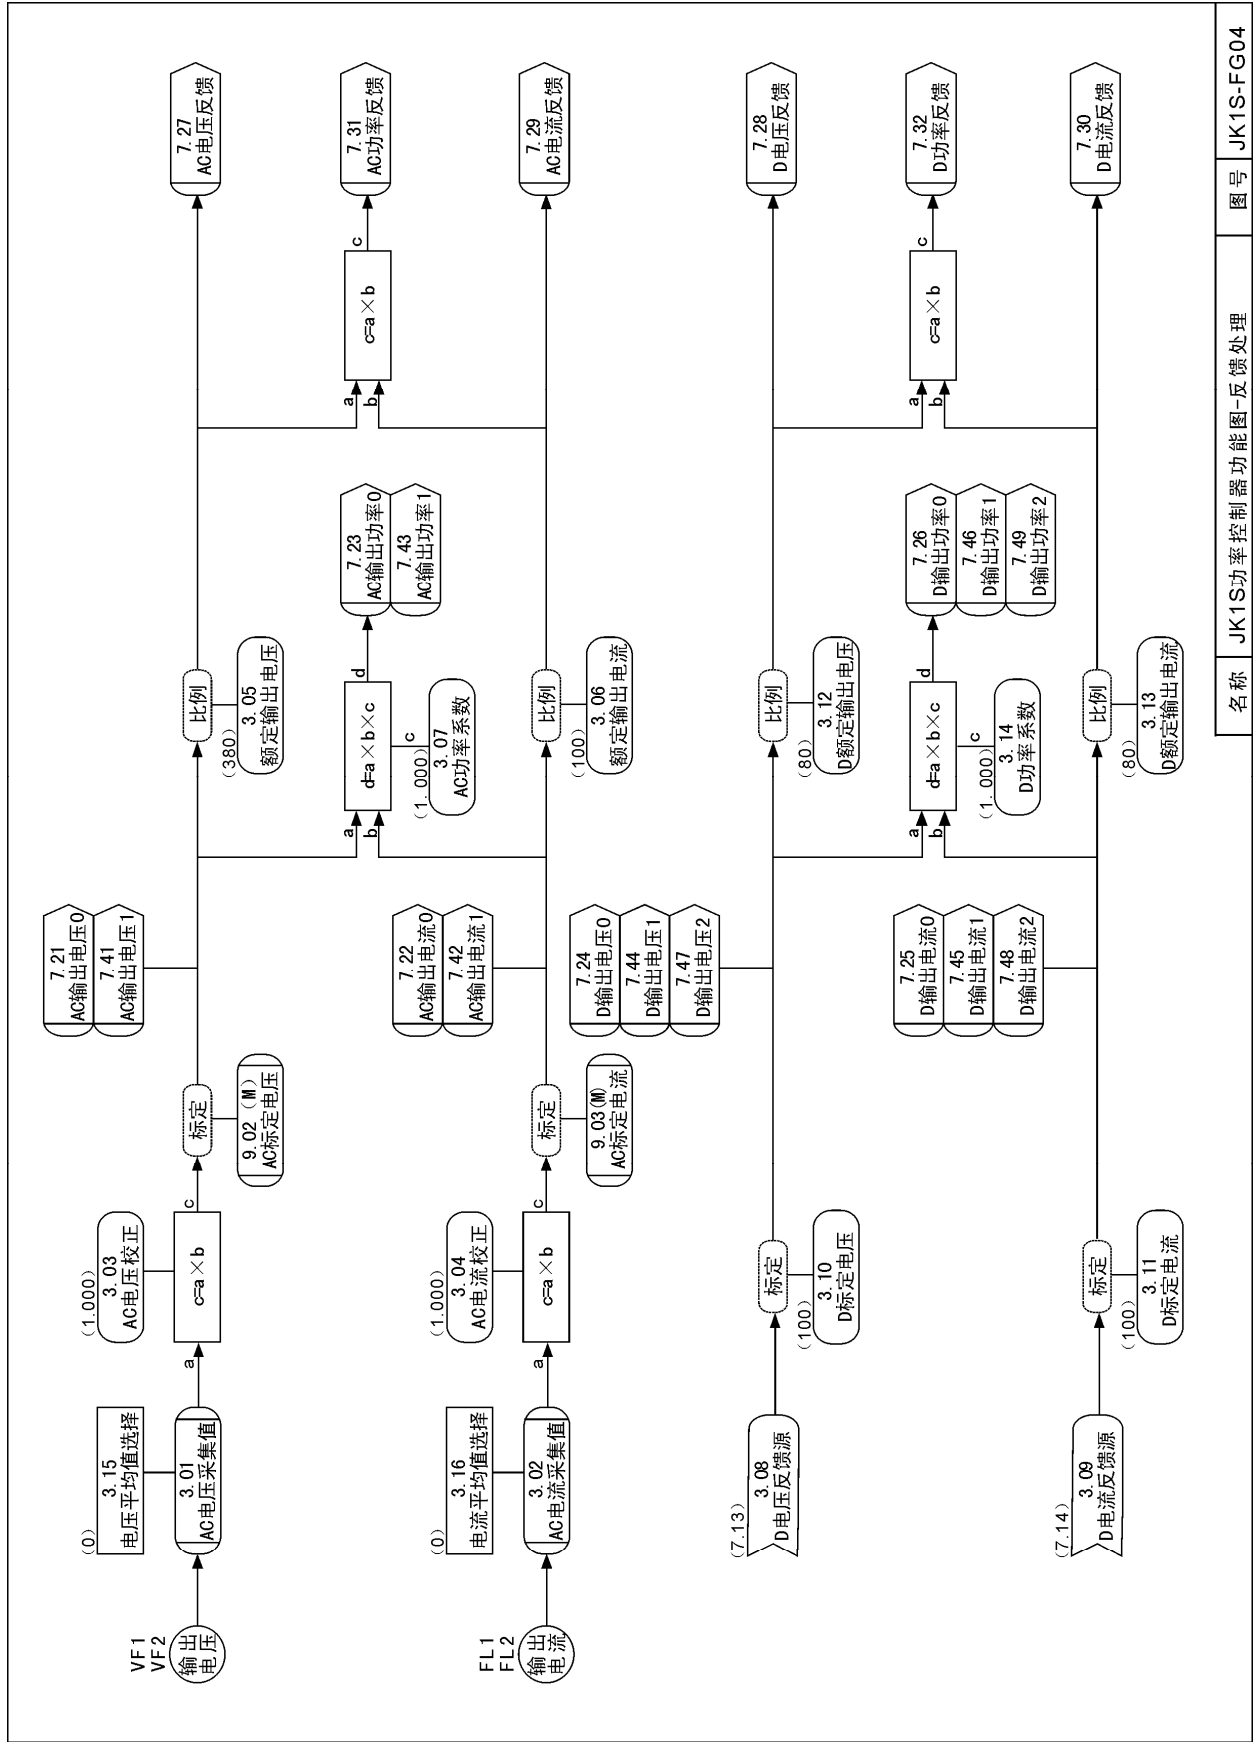 VF1
VF2
输出
电压
(0)
3.15
电压平均值选择
3.01
AC电压采集值
a
(1.000)
3.03
AC电压校正
c=a×b
c
标定
9.02 (M)
AC标定电压
7.21
AC输出电压0
7.41
AC输出电压1
比例
(380)
3.05
额定输出电压
7.27
AC电压反馈
a
b
d=a×b×c
d
c
(1.000)
3.07
AC功率系数
7.23
AC输出功率0
7.43
AC输出功率1
a
b
c=a×b
c
7.31
AC功率反馈
FL1
FL2
输出
电流
(0)
3.16
电流平均值选择
3.02
AC电流采集值
a
(1.000)
3.04
AC电流校正
c=a×b
c
标定
9.03(M)
AC标定电流
7.22
AC输出电流0
7.42
AC输出电流1
比例
(100)
3.06
额定输出电流
7.29
AC电流反馈
(7.13)
3.08
D电压反馈源
标定
(100)
3.10
D标定电压
7.24
D输出电压0
7.44
D输出电压1
7.47
D输出电压2
比例
(80)
3.12
D额定输出电压
7.28
D电压反馈
a
b
d=a×b×c
d
c
(1.000)
3.14
D功率系数
7.26
D输出功率0
7.46
D输出功率1
7.49
D输出功率2
a
b
c=a×b
c
7.32
D功率反馈
(7.14)
3.09
D电流反馈源
标定
(100)
3.11
D标定电流
7.25
D输出电流0
7.45
D输出电流1
7.48
D输出电流2
比例
(80)
3.13
D额定输出电流
7.30
D电流反馈
名称 JK1S功率控制器功能图-反馈处理 图号 JK1S-FG04